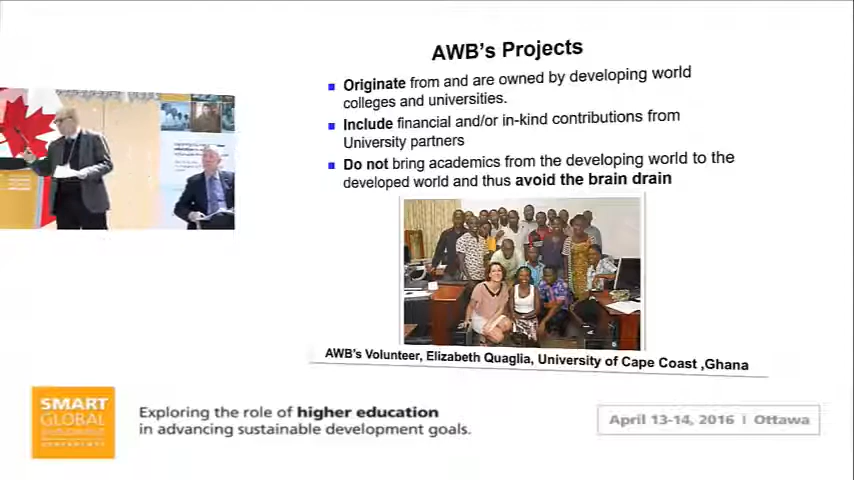 AWB's Projects
Originate from and are owned by developing world
colleges and universities.
Include financial and/or in-kind contributions from
University partners
Do not bring academics from the developing world to the
developed world and thus avoid the brain drain
AWB's Volunteer, Elizabeth Quaglia, University of Cape Coast ,Ghana
SMART
GLOBAL
Exploring the role of higher education
in advancing sustainable development goals.
April 13-14, 2016 | Ottawa